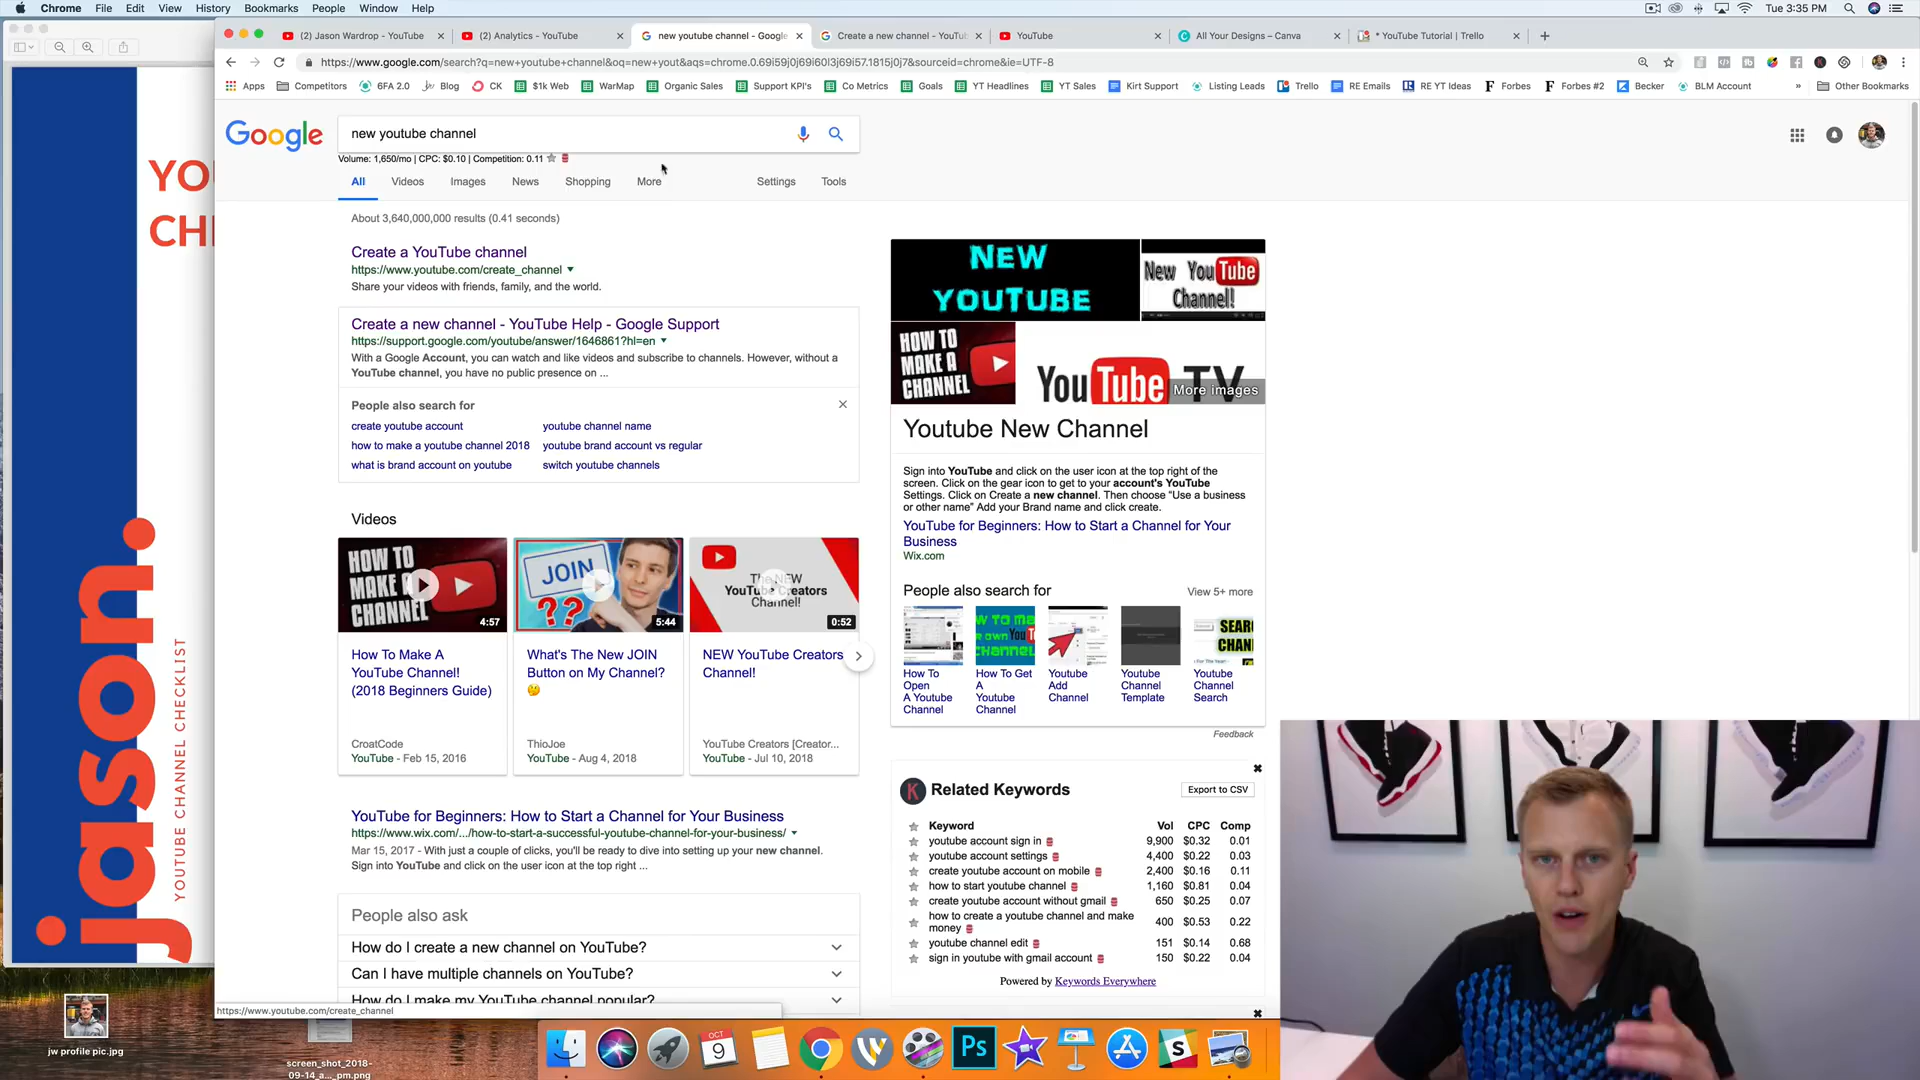 Chrome File Edit View History Bookmarks People Window Help
Tue 3:35 PM
(2) Jason Wardrop - YouTube
(2) Analytics - YouTube
new youtube channel - Google
Create a new channel - YouTu
YouTube
All Your Designs – Canva
* YouTube Tutorial | Trello
https://www.google.com/search?q=new+youtube+channel&oq=new+yout&aqs=chrome.0.69i59j0j69i60l3j69i57.1815j0j7&sourceid=chrome&ie=UTF-8
Apps Competitors 6FA 2.0 Blog CK $1k Web WarMap Organic Sales Support KPI's Co Metrics Goals YT Headlines YT Sales Kirt Support Listing Leads Trello RE Emails RE YT Ideas Forbes Forbes #2 Becker BLM Account » Other Bookmarks
Google
new youtube channel
Volume: 1,650/mo | CPC: $0.10 | Competition: 0.11
All Videos Images News Shopping More Settings Tools
About 3,640,000,000 results (0.41 seconds)
Create a YouTube channel
https://www.youtube.com/create_channel
Share your videos with friends, family, and the world.
Create a new channel - YouTube Help - Google Support
https://support.google.com/youtube/answer/1646861?hl=en
With a Google Account, you can watch and like videos and subscribe to channels. However, without a
YouTube channel, you have no public presence on ...
People also search for
create youtube account
youtube channel name
how to make a youtube channel 2018
youtube brand account vs regular
what is brand account on youtube
switch youtube channels
Videos
HOW TO
MAKE A
CHANNEL
4:57
JOIN
??
5:44
The NEW
YouTube Creators
Channel!
0:52
How To Make A
YouTube Channel!
(2018 Beginners Guide)
CroatCode
YouTube - Feb 15, 2016
What's The New JOIN
Button on My Channel?
ThioJoe
YouTube - Aug 4, 2018
NEW YouTube Creators
Channel!
YouTube Creators [Creator...
YouTube - Jul 10, 2018
YouTube for Beginners: How to Start a Channel for Your Business
https://www.wix.com/.../how-to-start-a-successful-youtube-channel-for-your-business/
Mar 15, 2017 - With just a couple of clicks, you'll be ready to dive into setting up your new channel.
Sign into YouTube and click on the user icon at the top right ...
People also ask
How do I create a new channel on YouTube?
Can I have multiple channels on YouTube?
How do I make my YouTube channel popular?
https://www.youtube.com/create_channel
NEW
YOUTUBE
New YouTube
Channel!
HOW TO
MAKE A
CHANNEL
YouTube TV
More images
Youtube New Channel
Sign into YouTube and click on the user icon at the top right of the
screen. Click on the gear icon to get to your account's YouTube
Settings. Click on Create a new channel. Then choose "Use a business
or other name" Add your Brand name and click create.
YouTube for Beginners: How to Start a Channel for Your
Business
Wix.com
People also search for
View 5+ more
How To
Open
A Youtube
Channel
How To Get
A
Youtube
Channel
Youtube
Add
Channel
Youtube
Channel
Template
Youtube
Channel
Search
Feedback
Related Keywords
Export to CSV
Keyword Vol CPC Comp
youtube account sign in 9,900 $0.32 0.01
youtube account settings 4,400 $0.22 0.03
create youtube account on mobile 2,400 $0.16 0.11
how to start youtube channel 1,160 $0.81 0.04
create youtube account without gmail 650 $0.25 0.07
how to create a youtube channel and make
money 400 $0.53 0.22
youtube channel edit 151 $0.14 0.68
sign in youtube with gmail account 150 $0.22 0.04
Powered by Keywords Everywhere
YO
CH
jason.
YOUTUBE CHANNEL CHECKLIST
jw profile pic.jpg
screen_shot_2018-
09-14_a..._pm.png
OCT
9
Ps
S